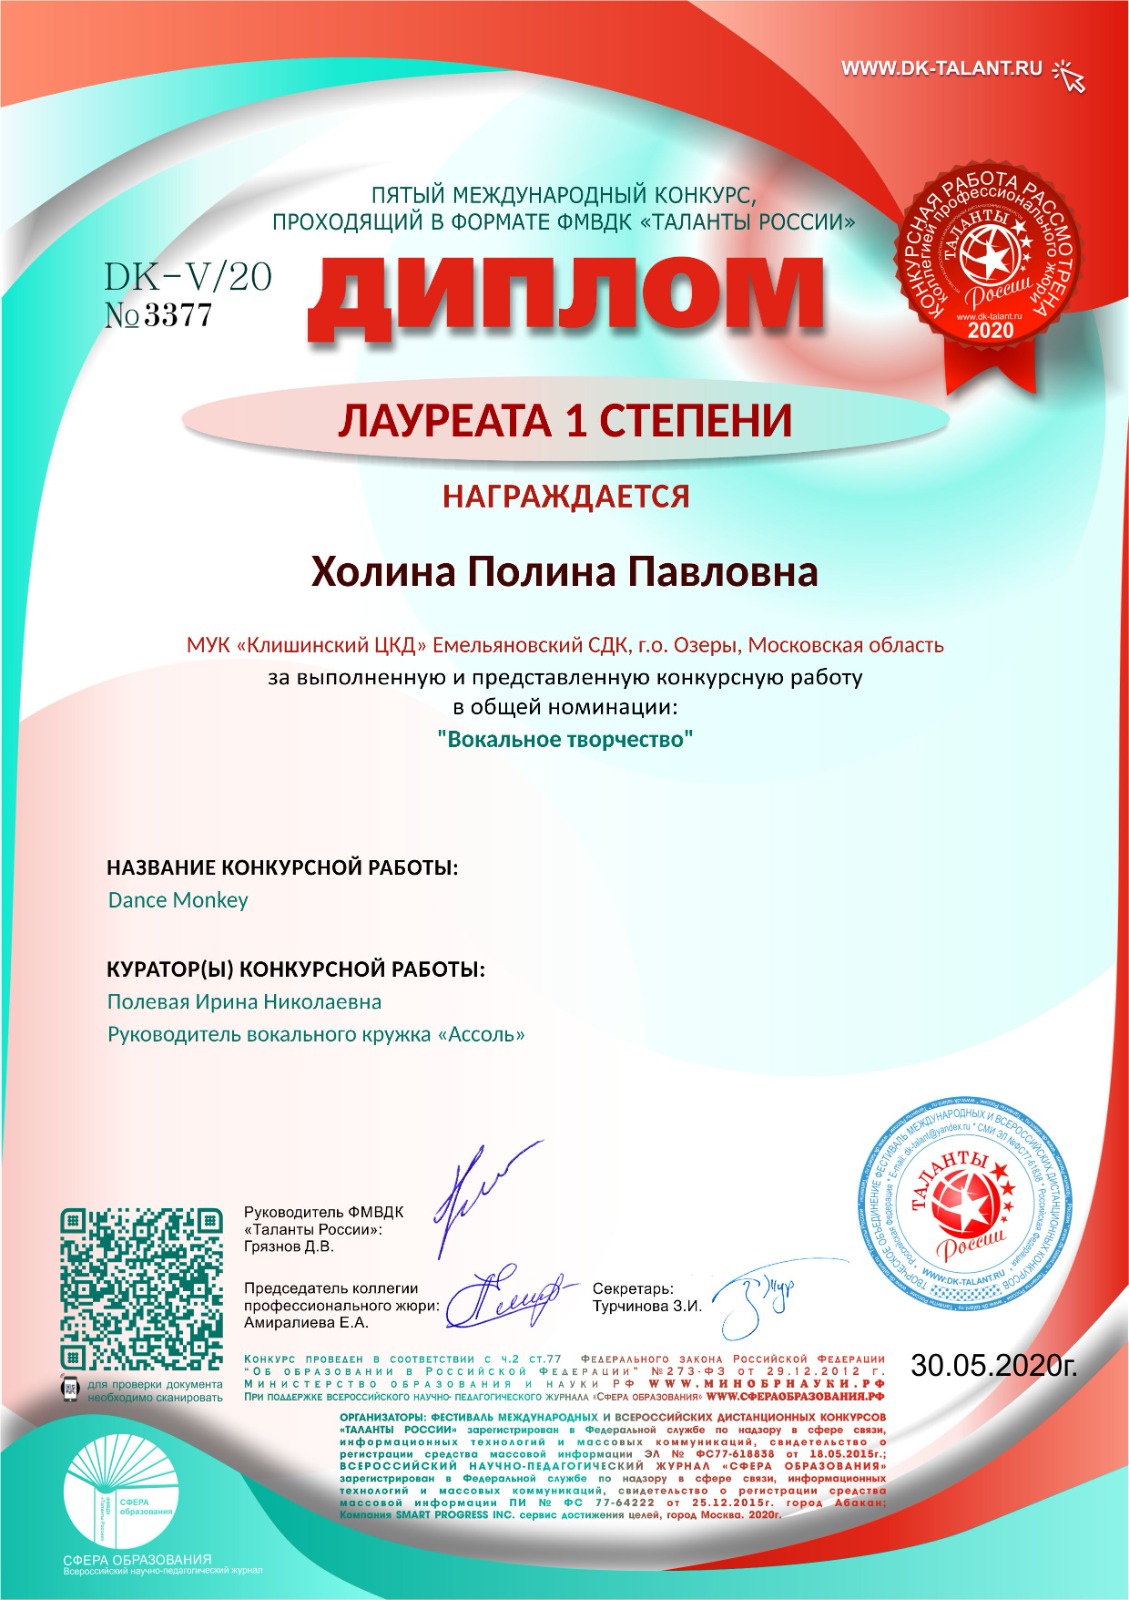 WWW.DK-TALANT.RU
ПЯТЫЙ МЕЖДУНАРОДНЫЙ КОНКУРС,
ПРОХОДЯЩИЙ В ФОРМАТЕ ФМВДК «ТАЛАНТЫ РОССИИ»
КОНКУРСНАЯ РАБОТА РАССМОТРЕНА
коллегией профессионального жюри
ТАЛАНТЫ
России
www.dk-talant.ru
2020
DK-V/20
№3377
ДИПЛОМ
ЛАУРЕАТА 1 СТЕПЕНИ
НАГРАЖДАЕТСЯ
Холина Полина Павловна
МУК «Клишинский ЦКД» Емельяновский СДК, г.о. Озеры, Московская область
за выполненную и представленную конкурсную работу
в общей номинации:
"Вокальное творчество"
НАЗВАНИЕ КОНКУРСНОЙ РАБОТЫ:
Dance Monkey
КУРАТОР(Ы) КОНКУРСНОЙ РАБОТЫ:
Полевая Ирина Николаевна
Руководитель вокального кружка «Ассоль»
Руководитель ФМВДК
«Таланты России»:
Грязнов Д.В.
Председатель коллегии
профессионального жюри:
Амиралиева Е.А.
Секретарь:
Турчинова З.И.
ТВОРЧЕСКОЕ ОБЪЕДИНЕНИЕ ФЕСТИВАЛЬ МЕЖДУНАРОДНЫХ И ВСЕРОССИЙСКИХ ДИСТАНЦИОННЫХ КОНКУРСОВ
* Российская Федерация * E-mail: dk-talant@yandex.ru * СМИ ЭЛ №ФС77-61838 * Российская Федерация *
ТАЛАНТЫ
России
WWW.DK-TALANT.RU
30.05.2020г.
для проверки документа
необходимо сканировать
Конкурс проведен в соответствии с ч.2 ст.77 Федерального закона Российской Федерации
"Об образовании в Российской Федерации" №273-ФЗ от 29.12.2012 г.
Министерство образования и науки РФ WWW.МИНОБРНАУКИ.РФ
При поддержке Всероссийского научно- педагогического журнала «Сфера образования» WWW.СФЕРАОБРАЗОВАНИЯ.РФ
ОРГАНИЗАТОРЫ: ФЕСТИВАЛЬ МЕЖДУНАРОДНЫХ И ВСЕРОССИЙСКИХ ДИСТАНЦИОННЫХ КОНКУРСОВ
«ТАЛАНТЫ РОССИИ» зарегистрирован в Федеральной службе по надзору в сфере связи,
информационных технологий и массовых коммуникаций, свидетельство о
регистрации средства массовой информации ЭЛ № ФС77-618838 от 18.05.2015г.;
ВСЕРОССИЙСКИЙ НАУЧНО-ПЕДАГОГИЧЕСКИЙ ЖУРНАЛ «СФЕРА ОБРАЗОВАНИЯ»
зарегистрирован в Федеральной службе по надзору в сфере связи, информационных
технологий и массовых коммуникаций, свидетельство о регистрации средства
массовой информации ПИ № ФС 77-64222 от 25.12.2015г. город Абакан;
Компания SMART PROGRESS INC. сервис достижения целей, город Москва. 2020г.
СФЕРА
образования
СФЕРА ОБРАЗОВАНИЯ
Всероссийский научно-педагогический журнал